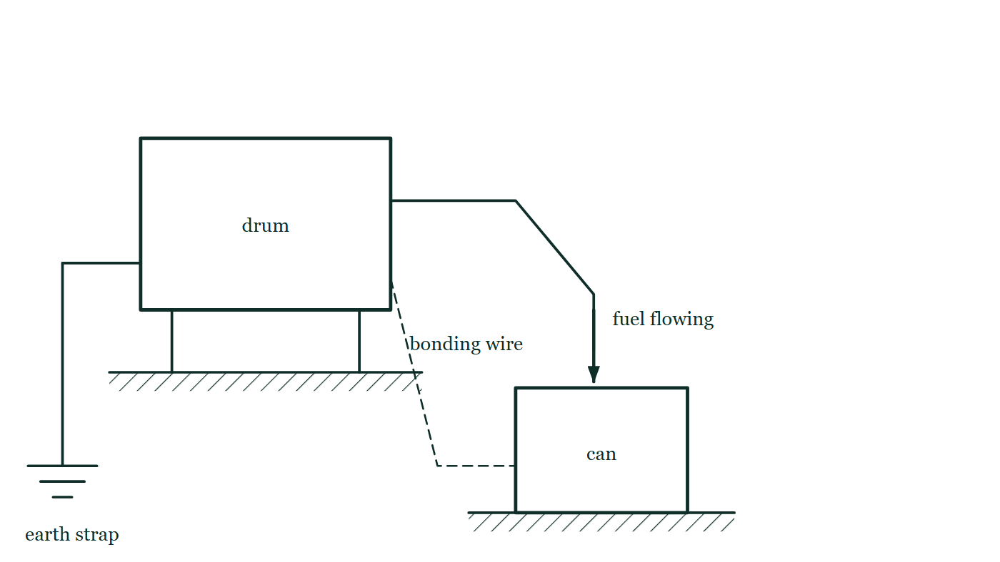 drum
fuel flowing
bonding wire
can
earth strap